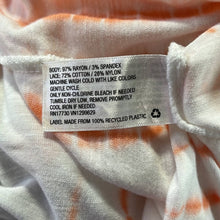 BODY: 97% RAYON / 3% SPANDEX
LACE: 72% COTTON / 28% NYLON
MACHINE WASH COLD WITH LIKE COLORS
GENTLE CYCLE
ONLY NON-CHLORINE BLEACH IF NEEDED
TUMBLE DRY LOW, REMOVE PROMPTLY
COOL IRON IF NEEDED
RN17730 VN1299629
LABEL MADE FROM 100% RECYCLED PLASTIC